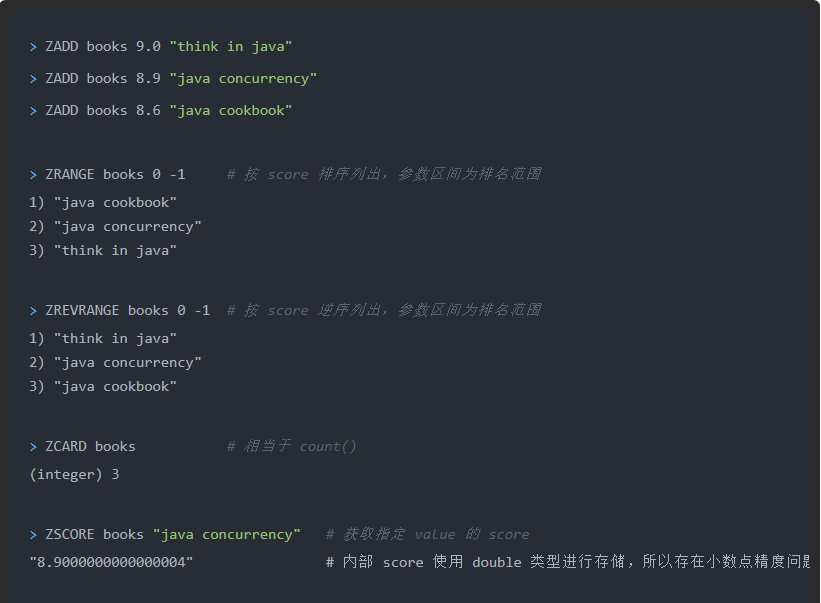 > ZADD books 9.0 "think in java"
> ZADD books 8.9 "java concurrency"
> ZADD books 8.6 "java cookbook"
> ZRANGE books 0 -1 # 按 score 排序列出，参数区间为排名范围
1) "java cookbook"
2) "java concurrency"
3) "think in java"
> ZREVRANGE books 0 -1 # 按 score 逆序列出，参数区间为排名范围
1) "think in java"
2) "java concurrency"
3) "java cookbook"
> ZCARD books # 相当于 count()
(integer) 3
> ZSCORE books "java concurrency" # 获取指定 value 的 score
"8.9000000000000004" # 内部 score 使用 double 类型进行存储，所以存在小数点精度问题